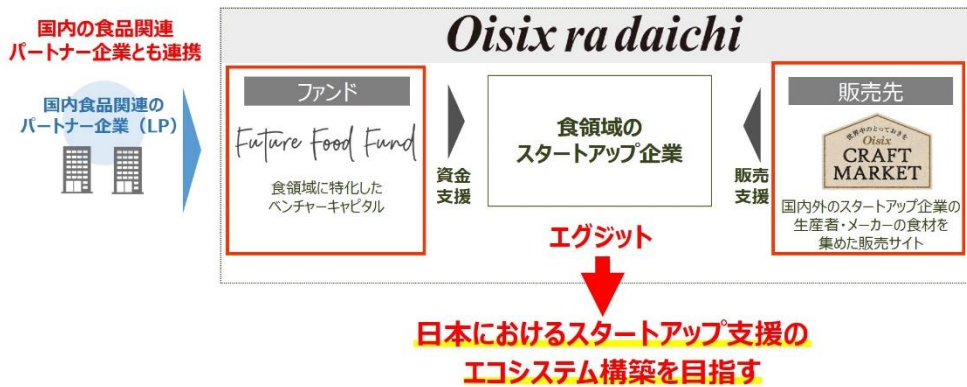 国内の食品関連
パートナー企業とも連携
国内食品関連の
パートナー企業（LP）
Oisix ra daichi
ファンド
Future Food Fund
食領域に特化した
ベンチャーキャピタル
資金
支援
食領域の
スタートアップ企業
販売
支援
販売先
世界中のとっておきを
Oisix
CRAFT
MARKET
国内外のスタートアップ企業の
生産者・メーカーの食材を
集めた販売サイト
エグジット
日本におけるスタートアップ支援の
エコシステム構築を目指す